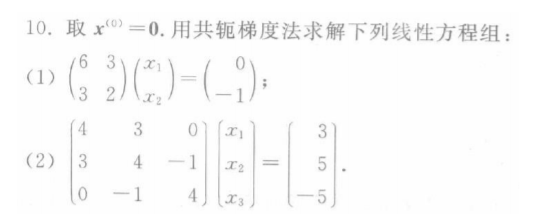 10. 取 x⁽⁰⁾=0. 用共轭梯度法求解下列线性方程组:
(1) (6 3; 3 2)(x₁; x₂)=(0; −1);
(2) [4 3 0; 3 4 −1; 0 −1 4][x₁; x₂; x₃]=[3; 5; −5].